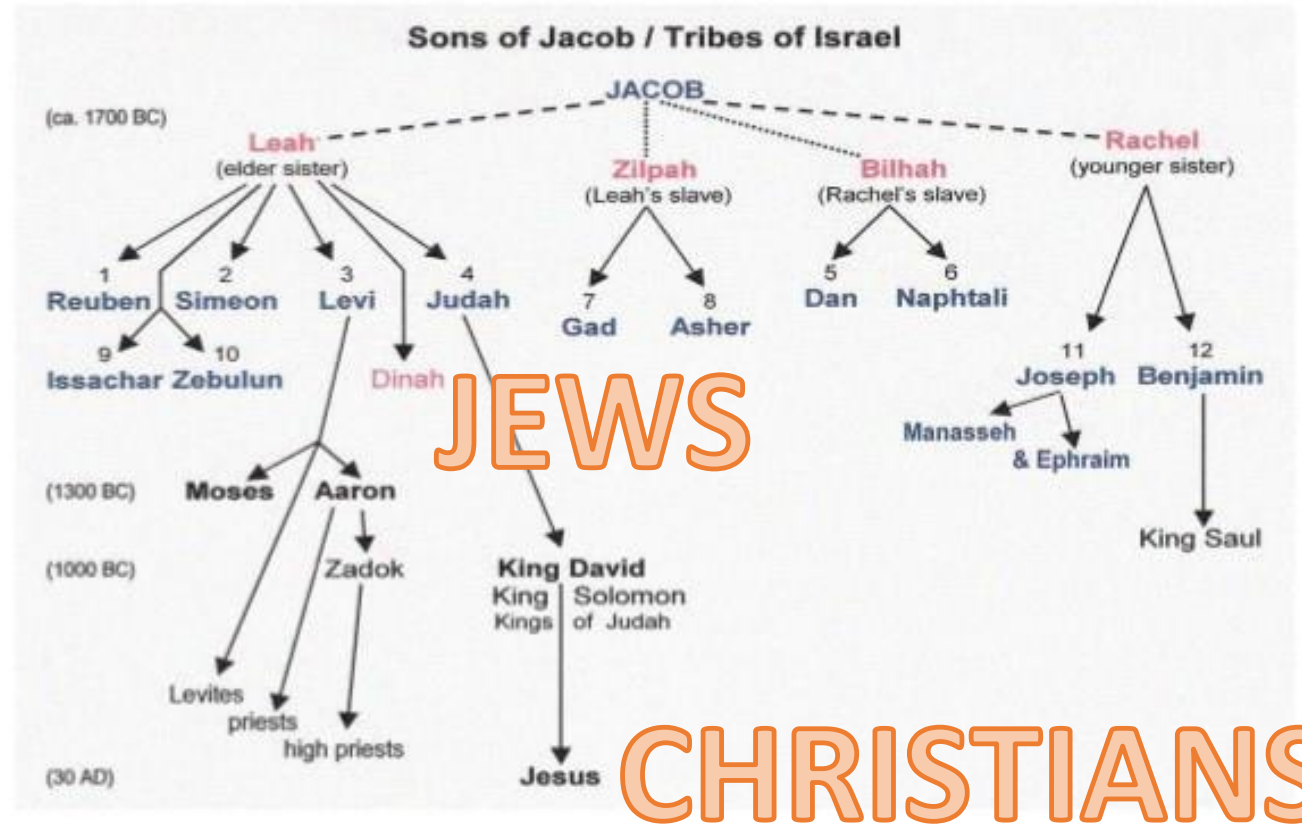 Sons of Jacob / Tribes of Israel
JACOB
(ca. 1700 BC)
Leah
(elder sister)
Zilpah
(Leah's slave)
Bilhah
(Rachel's slave)
Rachel
(younger sister)
1
Reuben
2
Simeon
3
Levi
4
Judah
7
Gad
8
Asher
5
Dan
6
Naphtali
9
Issachar
10
Zebulun
Dinah
11
Joseph
12
Benjamin
JEWS
Manasseh
& Ephraim
(1300 BC)
Moses
Aaron
King Saul
(1000 BC)
Zadok
King David
King Solomon
Kings of Judah
Levites
priests
high priests
(30 AD)
Jesus
CHRISTIANS